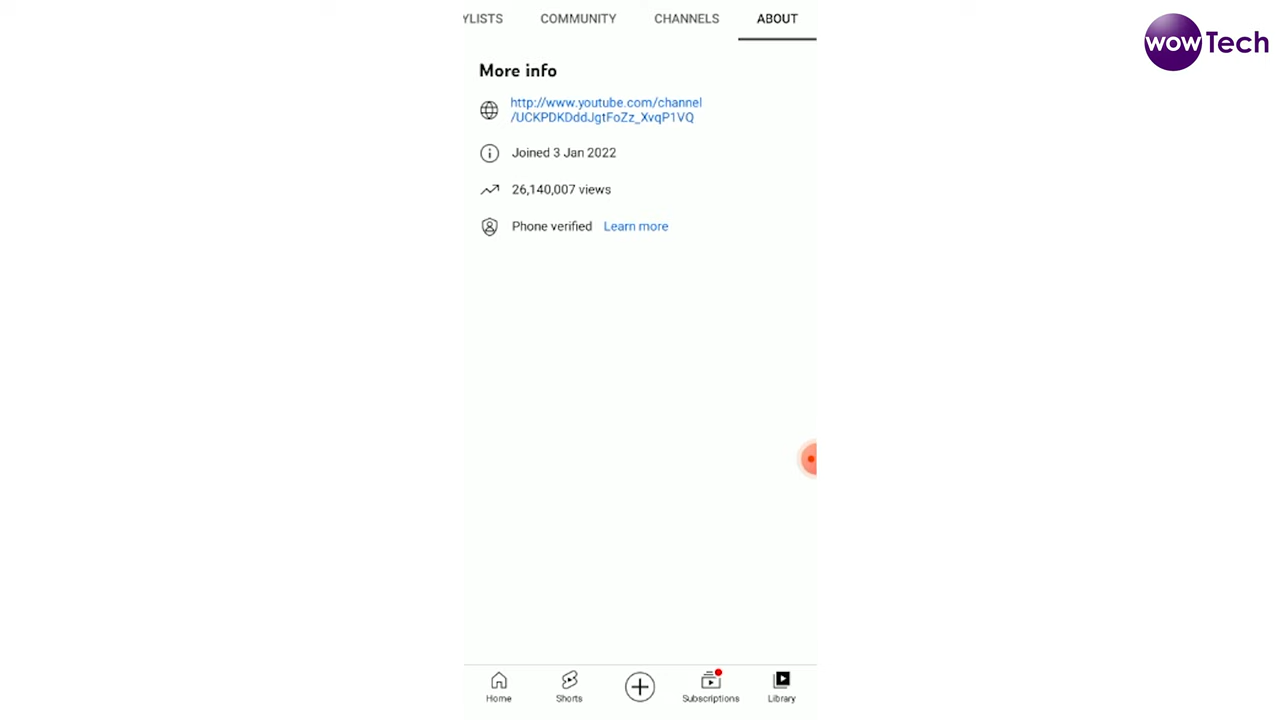 YLISTS COMMUNITY CHANNELS ABOUT
wowTech
More info
http://www.youtube.com/channel
/UCKPDKDddJgtFoZz_XvqP1VQ
Joined 3 Jan 2022
26,140,007 views
Phone verified Learn more
Home Shorts Subscriptions Library